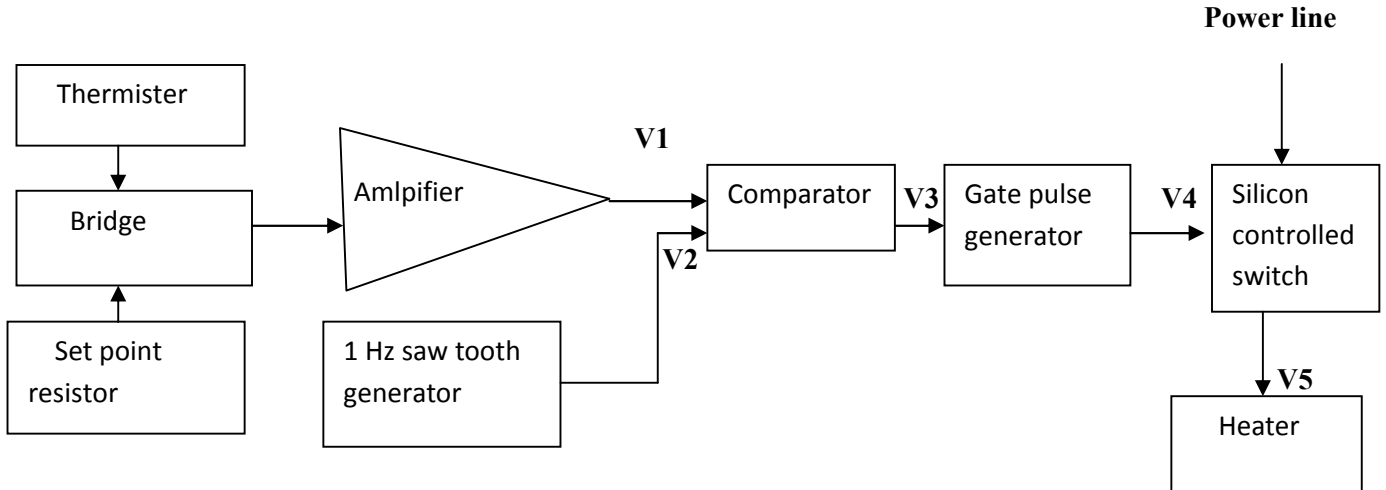 Power line
Thermister
V1
Amlpifier
Comparator
V3
Gate pulse
generator
V4
Silicon
controlled
switch
Bridge
V2
Set point
resistor
1 Hz saw tooth
generator
V5
Heater